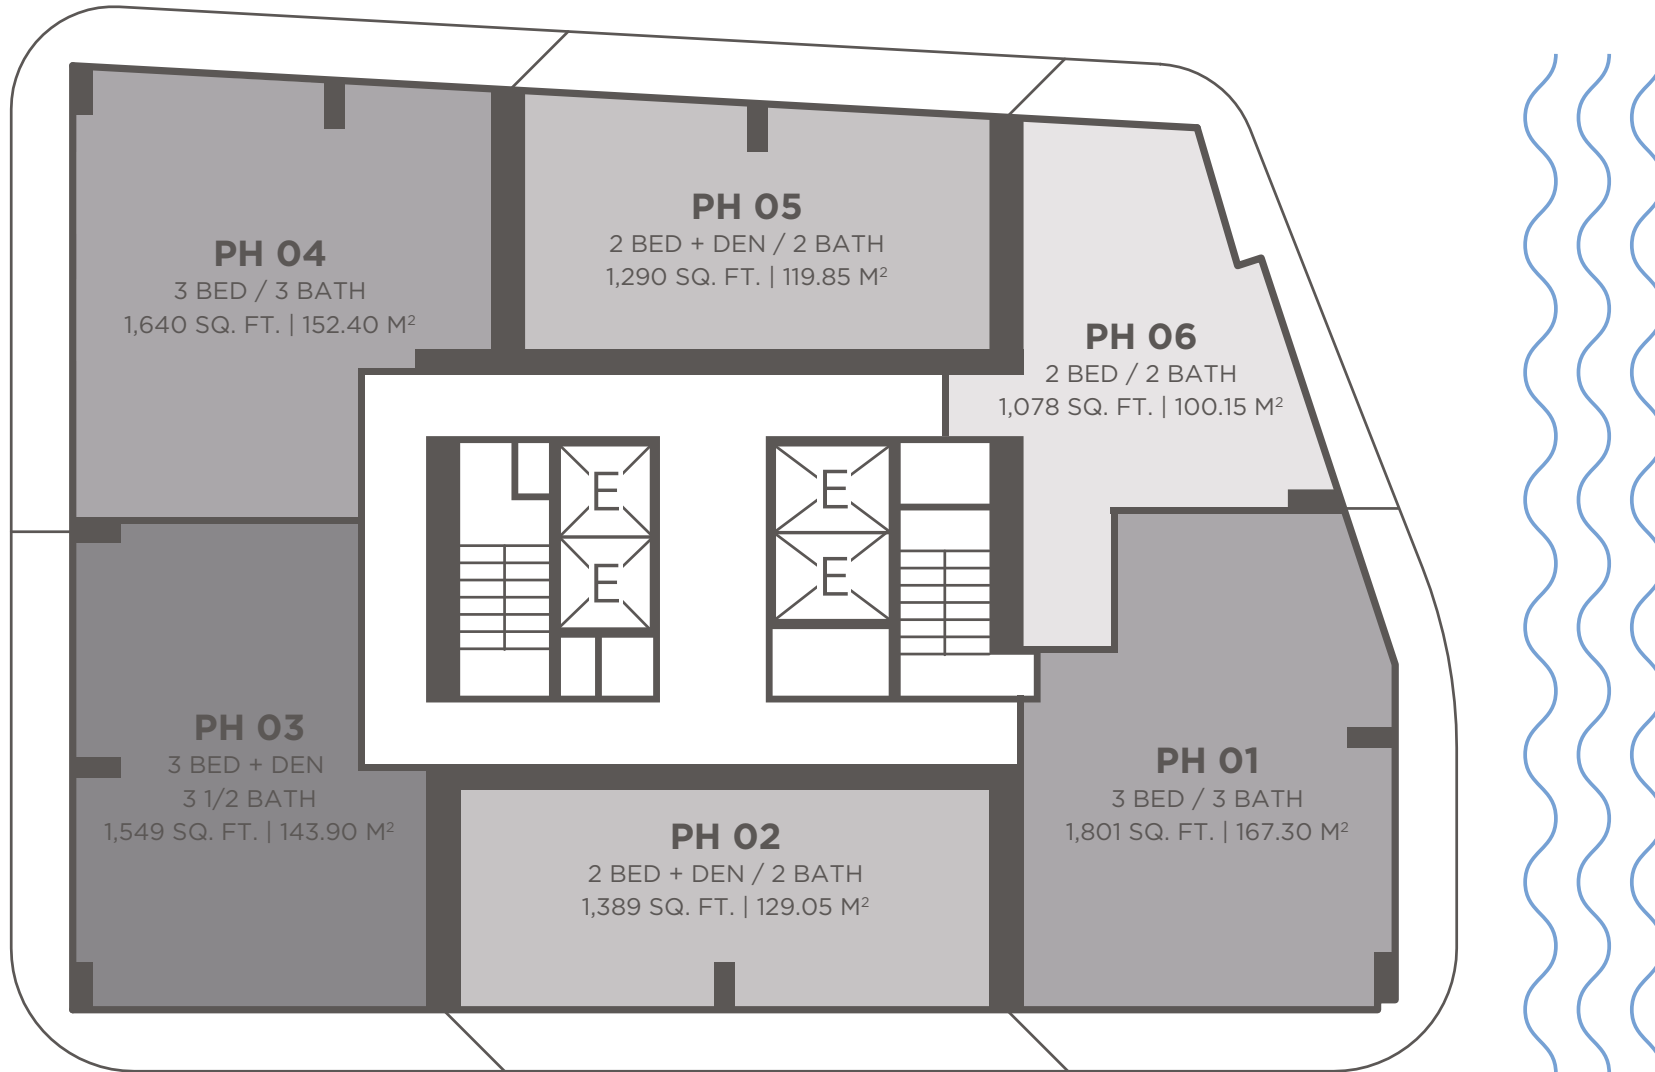 PH 04
3 BED / 3 BATH
1,640 SQ. FT. | 152.40 M²
PH 05
2 BED + DEN / 2 BATH
1,290 SQ. FT. | 119.85 M²
PH 06
2 BED / 2 BATH
1,078 SQ. FT. | 100.15 M²
E
E
E
E
PH 03
3 BED + DEN
3 1/2 BATH
1,549 SQ. FT. | 143.90 M²
PH 02
2 BED + DEN / 2 BATH
1,389 SQ. FT. | 129.05 M²
PH 01
3 BED / 3 BATH
1,801 SQ. FT. | 167.30 M²